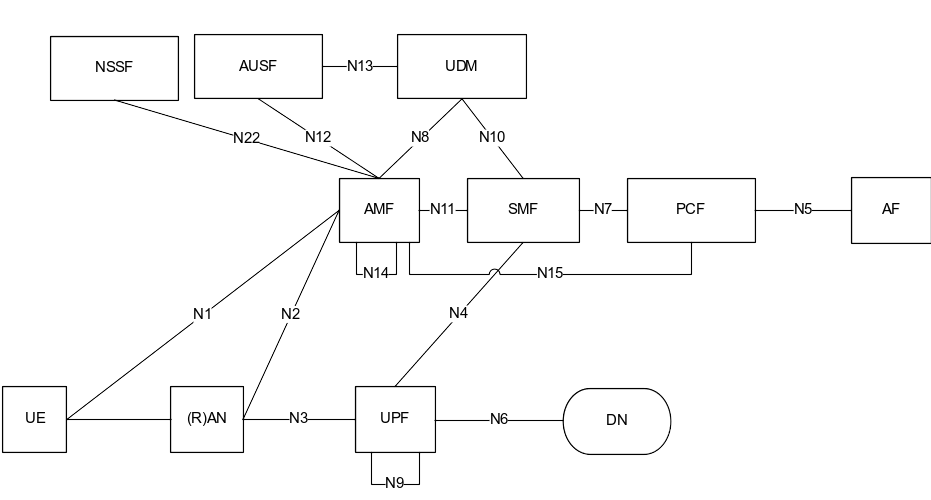 NSSF
AUSF
N13
UDM
N22
N12
N8
N10
AMF
N11
SMF
N7
PCF
N5
AF
N14
N15
N1
N2
N4
UE
(R)AN
N3
UPF
N6
DN
N9